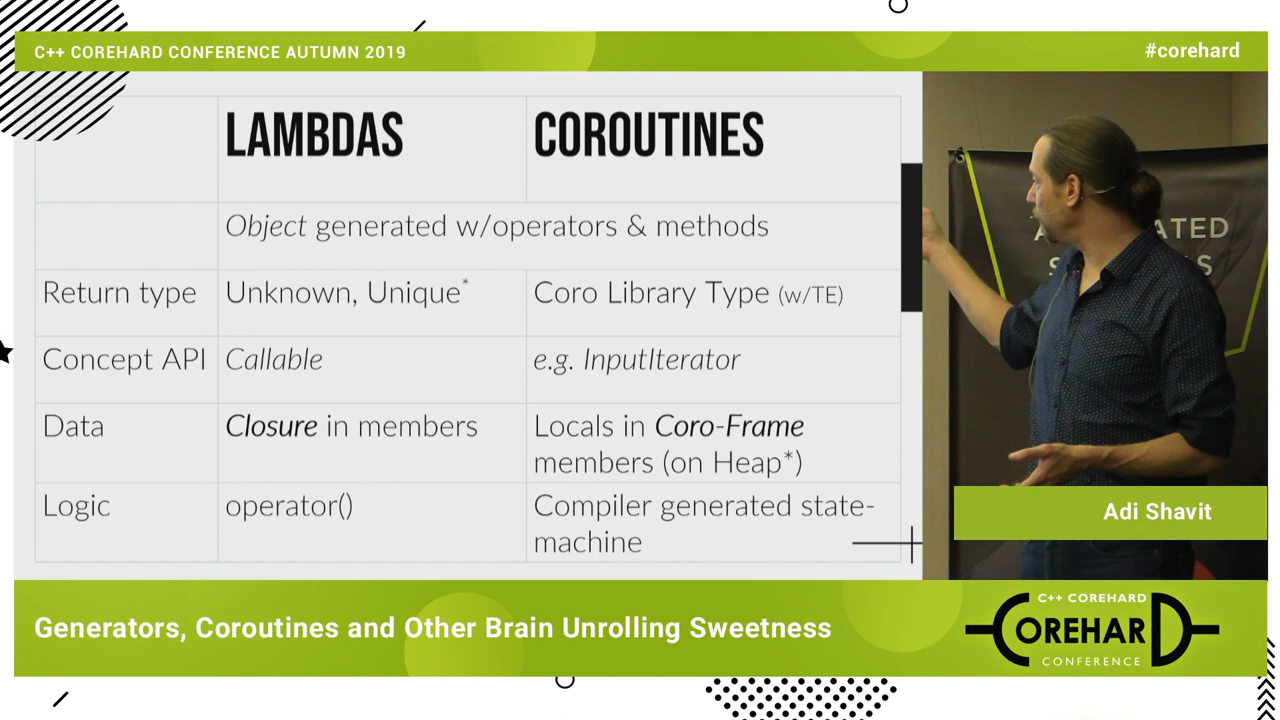 C++ COREHARD CONFERENCE AUTUMN 2019
#corehard
LAMBDAS COROUTINES
Object generated w/operators & methods
Return type Unknown, Unique* Coro Library Type (w/TE)
Concept API Callable e.g. InputIterator
Data Closure in members Locals in Coro-Frame
members (on Heap*)
Logic operator() Compiler generated state-
machine
Adi Shavit
Generators, Coroutines and Other Brain Unrolling Sweetness
C++ COREHARD
COREHARD
CONFERENCE